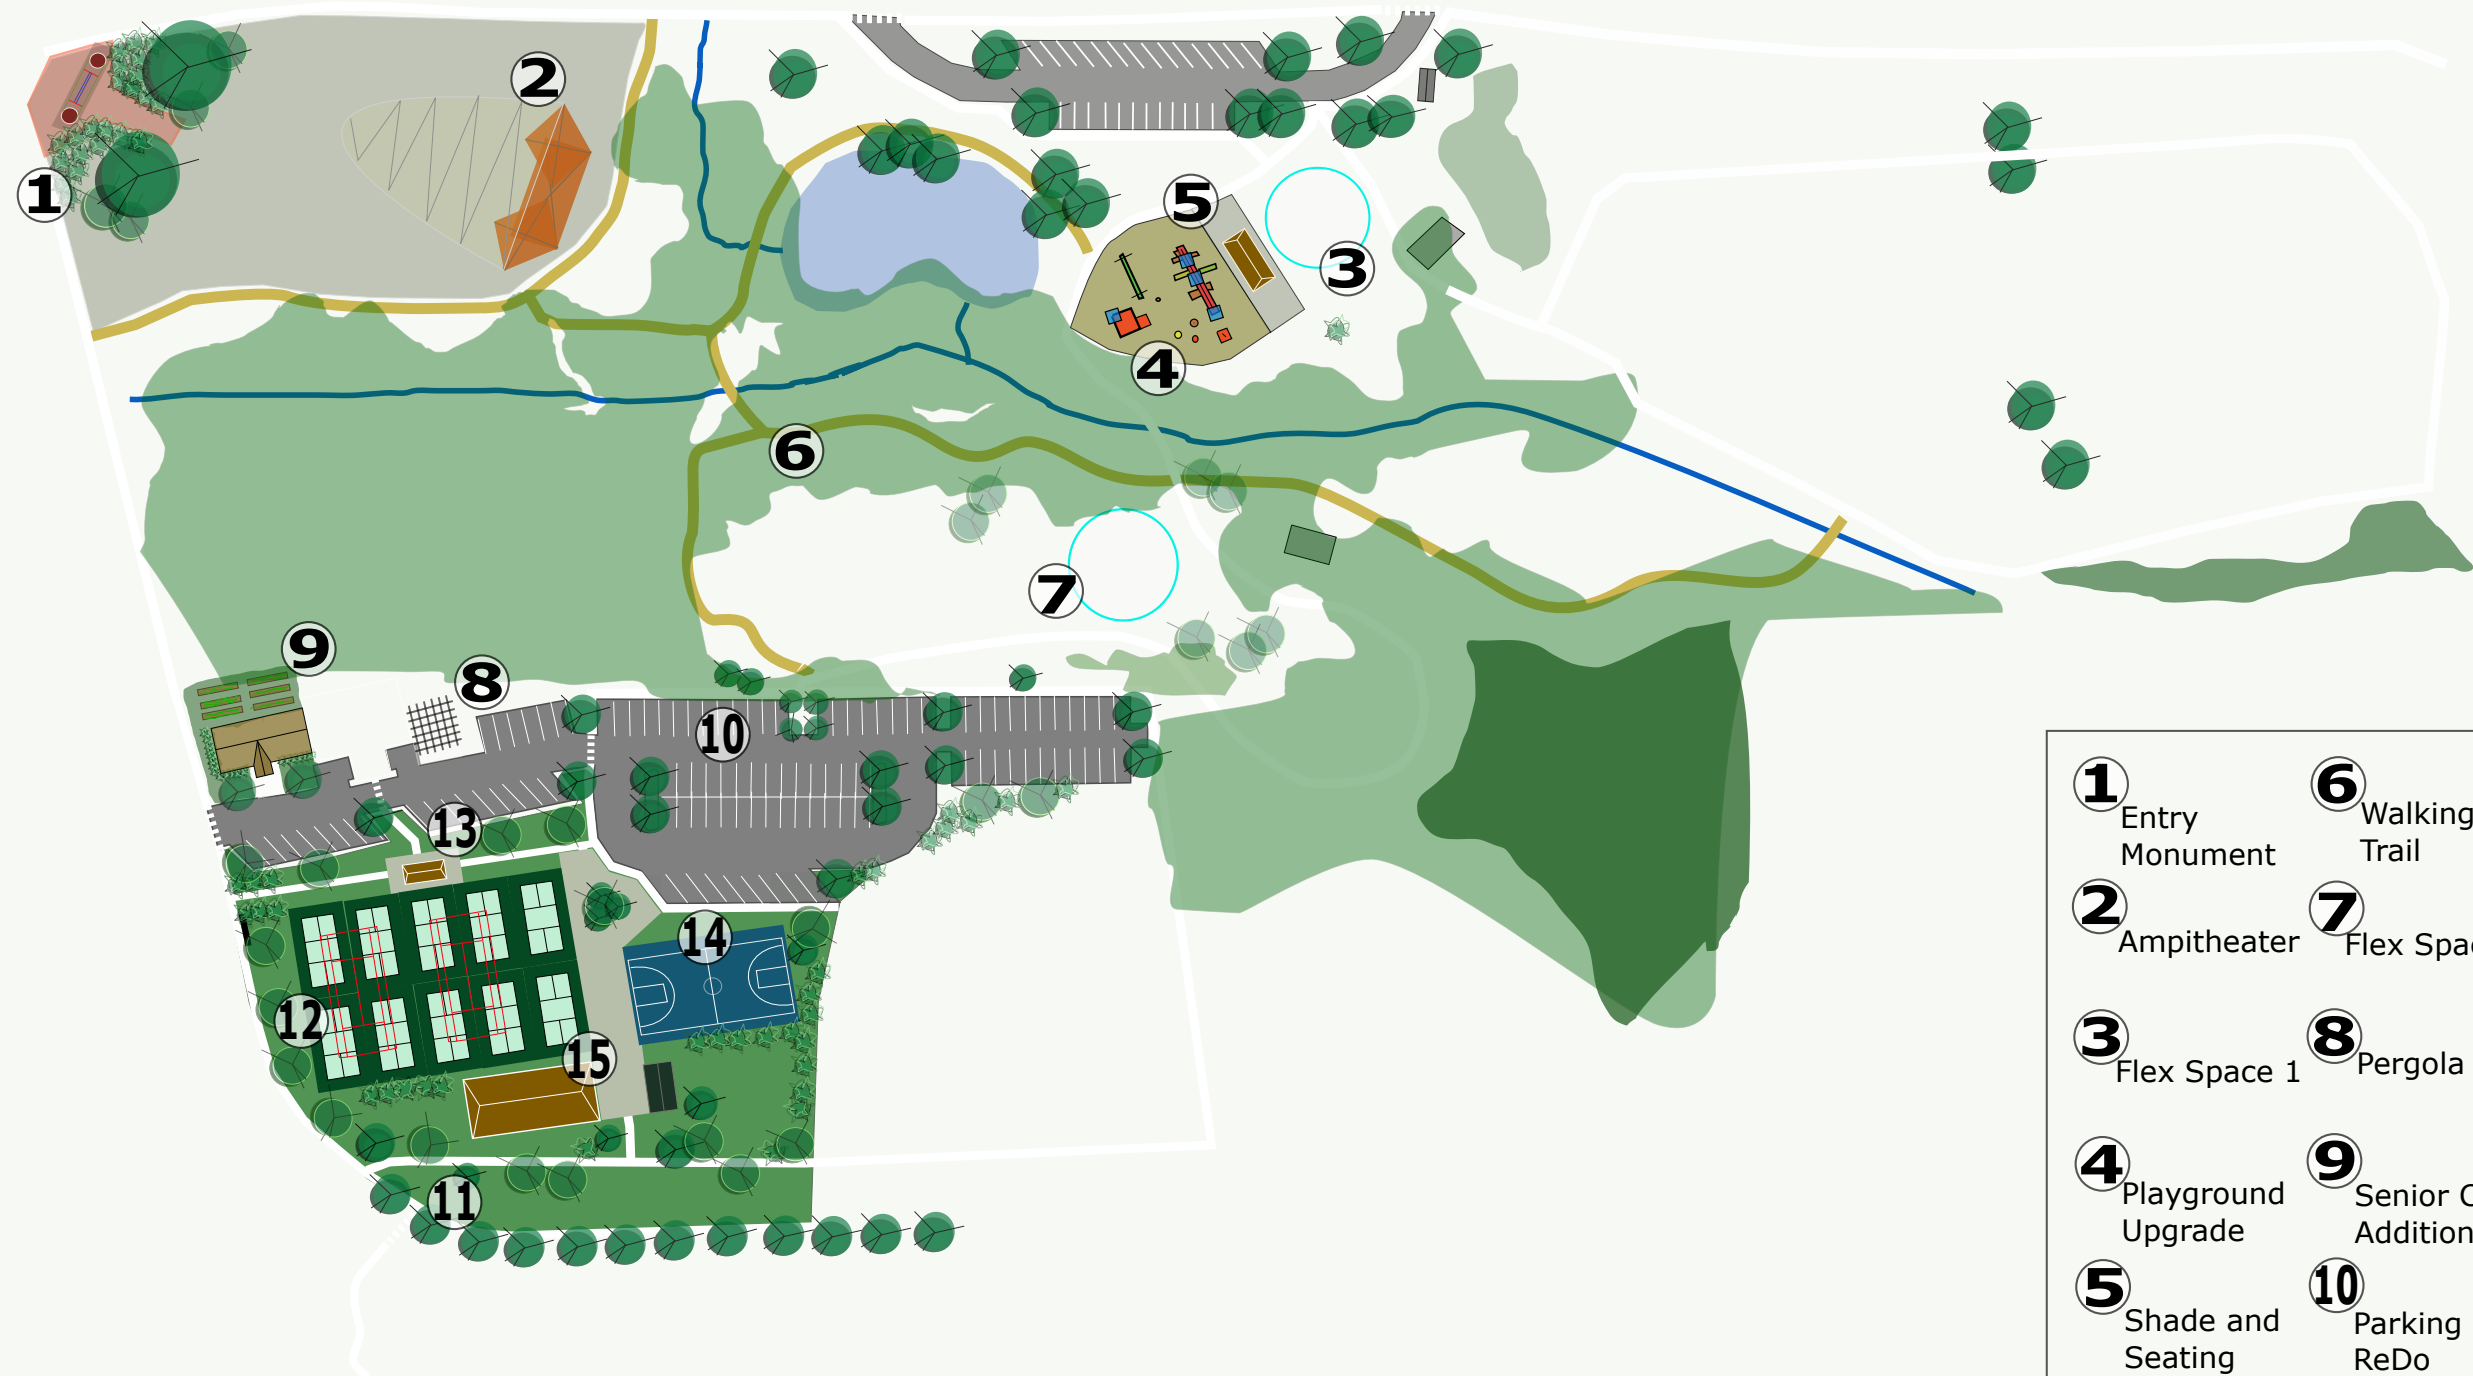 2
1
5
3
4
6
7
9
8
10
13
14
12
15
11
1 Entry
Monument
2 Ampitheater
3 Flex Space 1
4 Playground
Upgrade
5 Shade and
Seating
6 Walking
Trail
7 Flex
8 Pergola
9 Senior
Addition
10 Parking
ReDo